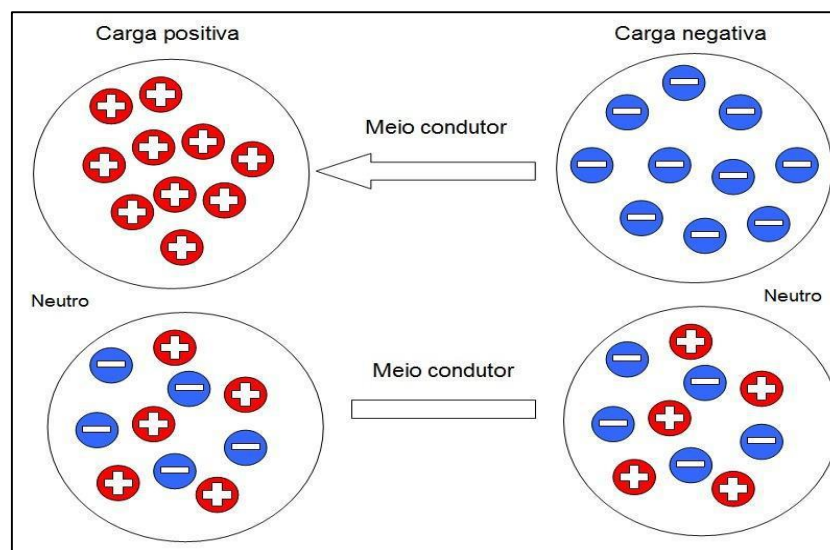 Carga positiva
Carga negativa
Meio condutor
Neutro
Neutro
Meio condutor